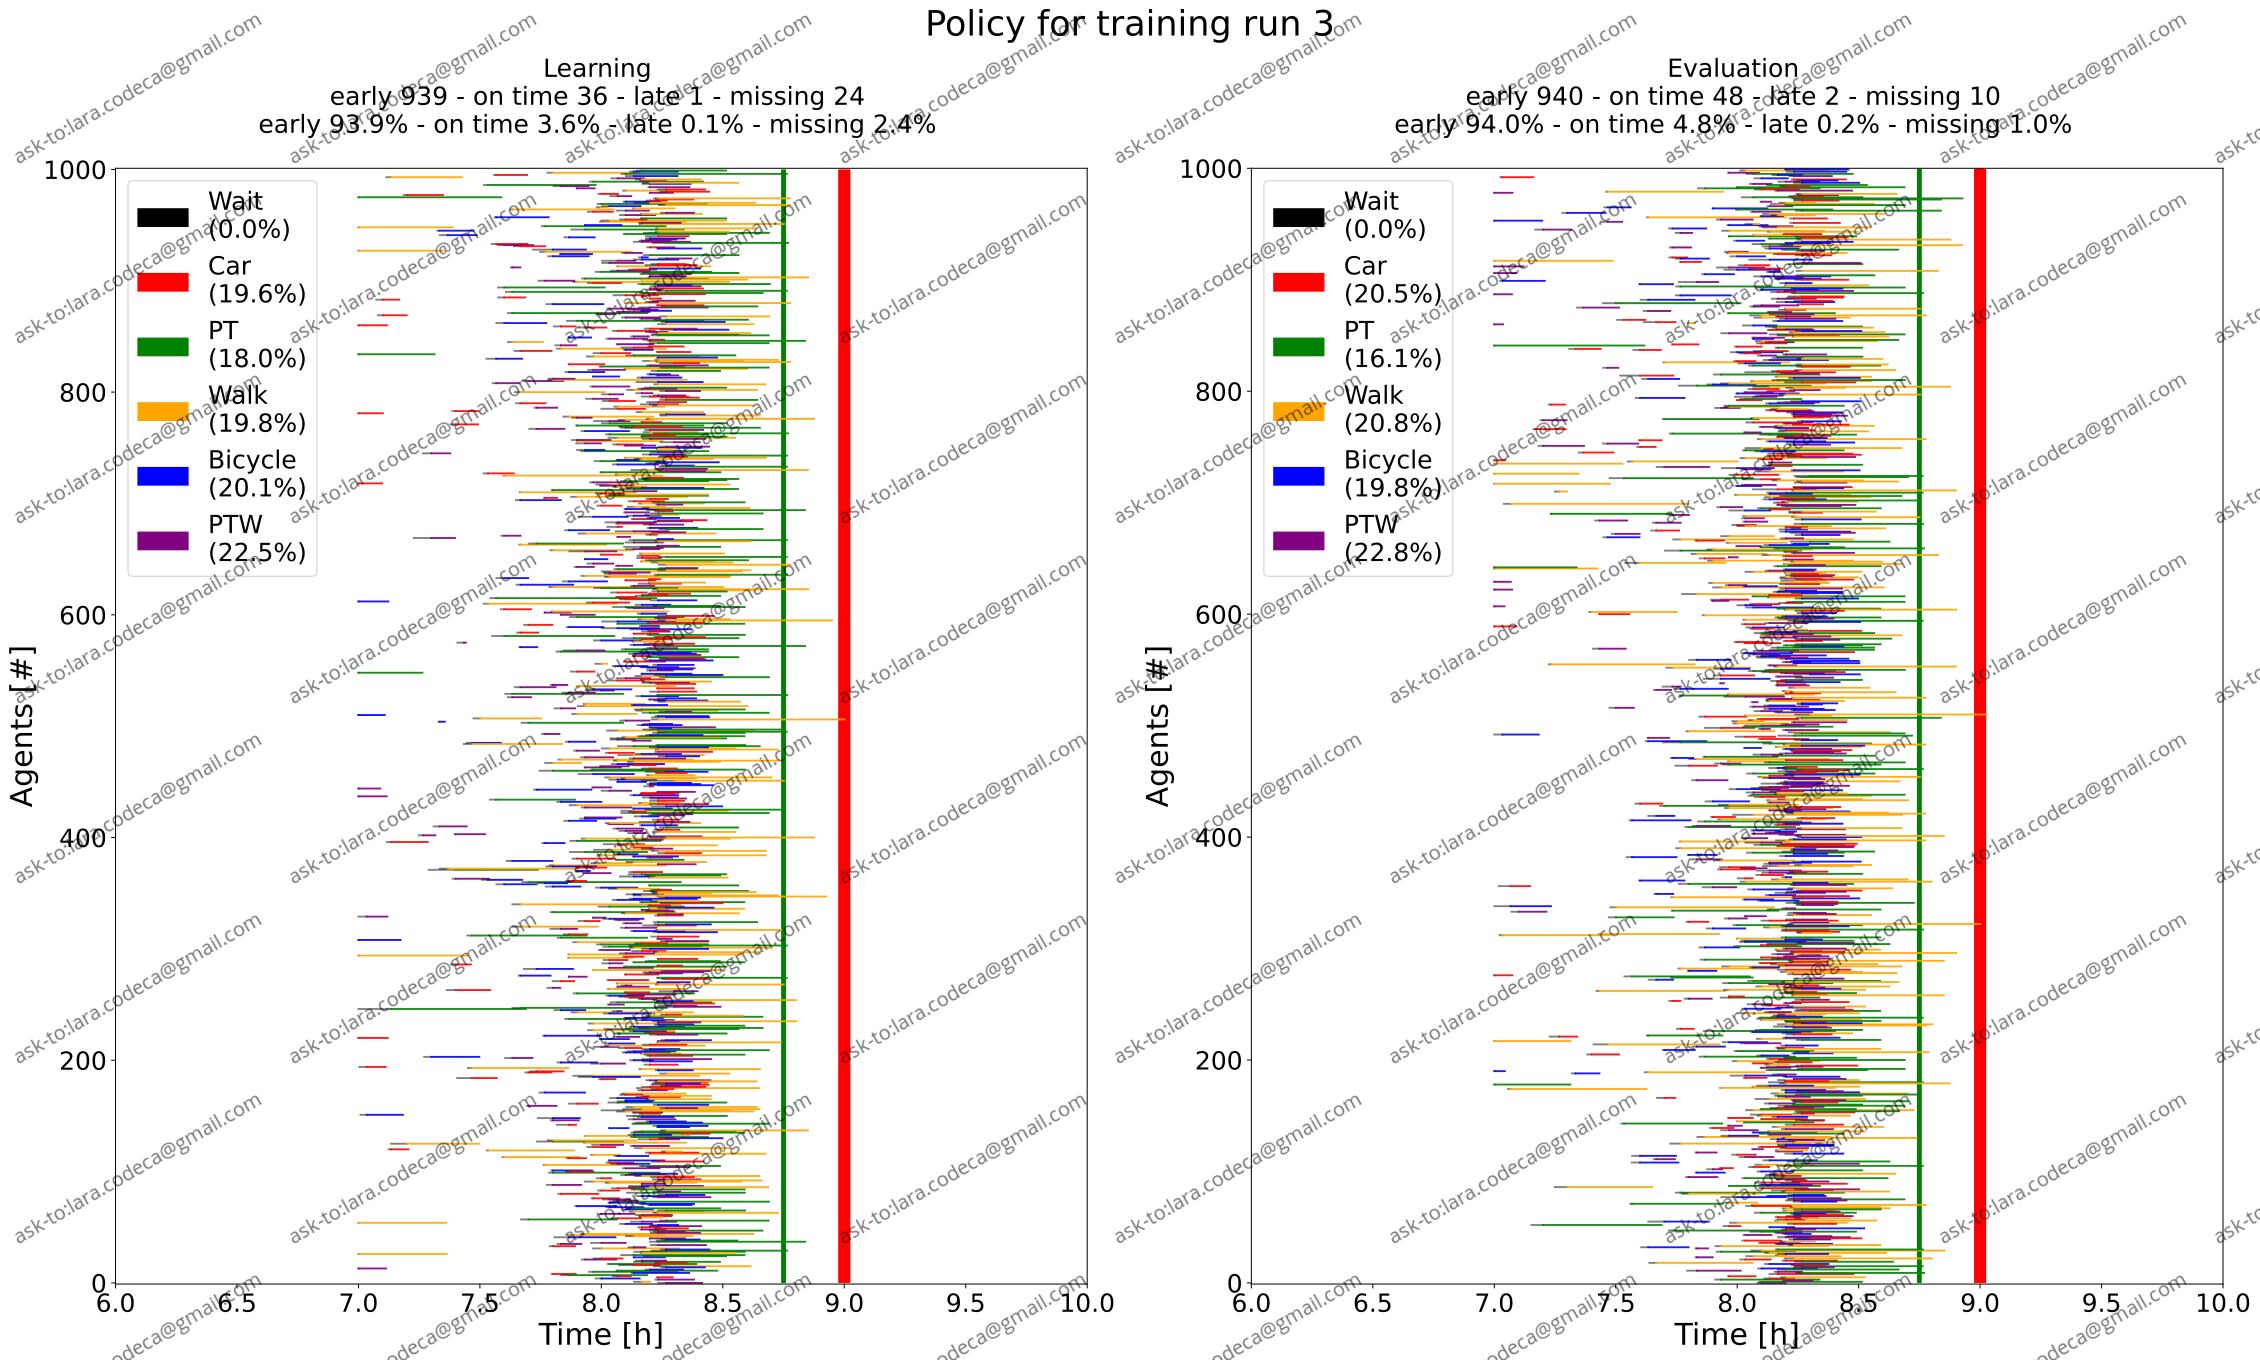 Policy for training run 3
Learning
early 939 - on time 36 - late 1 - missing 24
early 93.9% - on time 3.6% - late 0.1% - missing 2.4%
1000
800
600
400
200
0
Agents [#]
Wait
(0.0%)
Car
(19.6%)
PT
(18.0%)
Walk
(19.8%)
Bicycle
(20.1%)
PTW
(22.5%)
6.0 6.5 7.0 7.5 8.0 8.5 9.0 9.5 10.0
Time [h]
Evaluation
early 940 - on time 48 - late 2 - missing 10
early 94.0% - on time 4.8% - late 0.2% - missing 1.0%
1000
800
600
400
200
0
Agents [#]
Wait
(0.0%)
Car
(20.5%)
PT
(16.1%)
Walk
(20.8%)
Bicycle
(19.8%)
PTW
(22.8%)
6.0 6.5 7.0 7.5 8.0 8.5 9.0 9.5 10.0
Time [h]
ask-to:lara.codeca@gmail.com